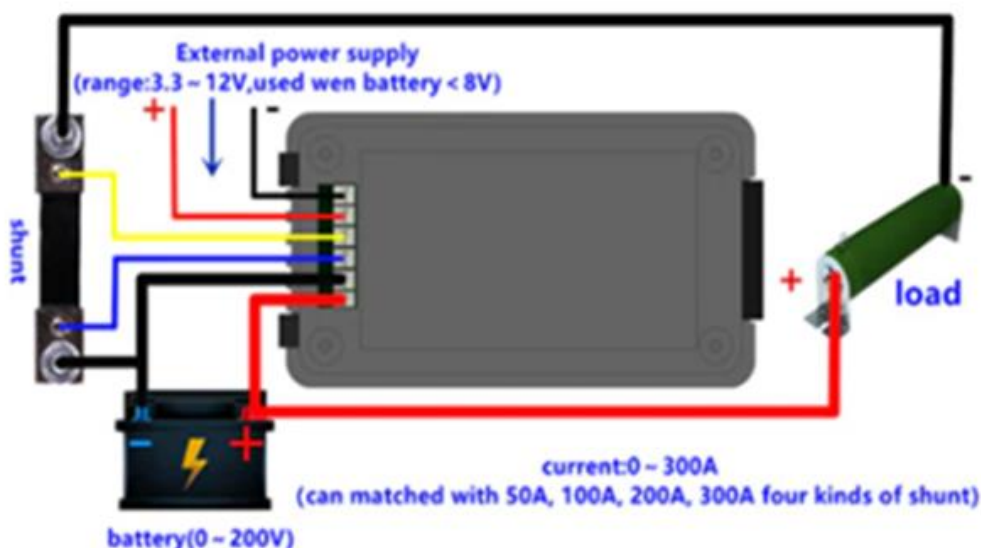 External power supply
(range:3.3~12V,used wen battery<8V)
+ -
shunt
-
+
load
- +
current:0~300A
(can matched with 50A, 100A, 200A, 300A four kinds of shunt)
battery(0~200V)